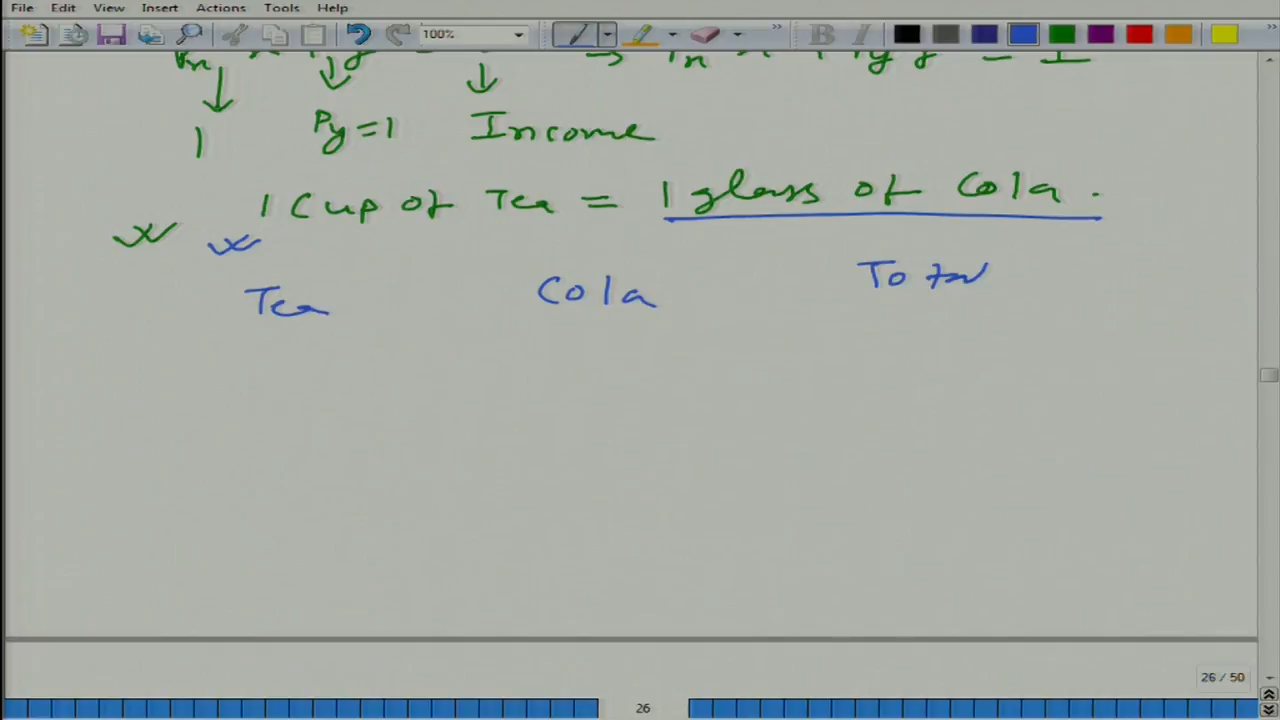 File Edit View Insert Actions Tools Help
100%
1 Py=1 Income
1 Cup of Tea = 1 glass of Cola.
Tea Cola Total
26 / 50
26